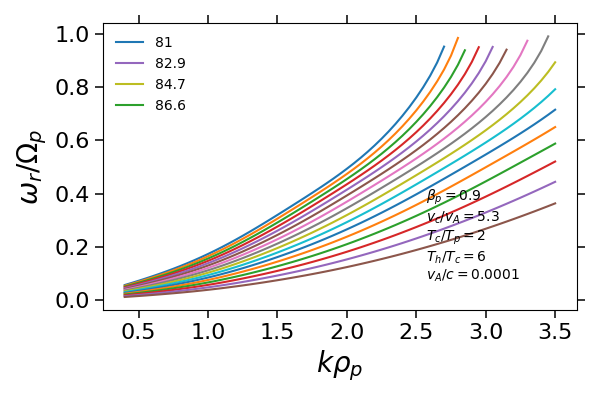 ω_r/Ω_p
1.0
0.8
0.6
0.4
0.2
0.0
81
82.9
84.7
86.6
β_p = 0.9
v_c/v_A = 5.3
T_c/T_p = 2
T_h/T_c = 6
v_A/c = 0.0001
0.5 1.0 1.5 2.0 2.5 3.0 3.5
kρ_p